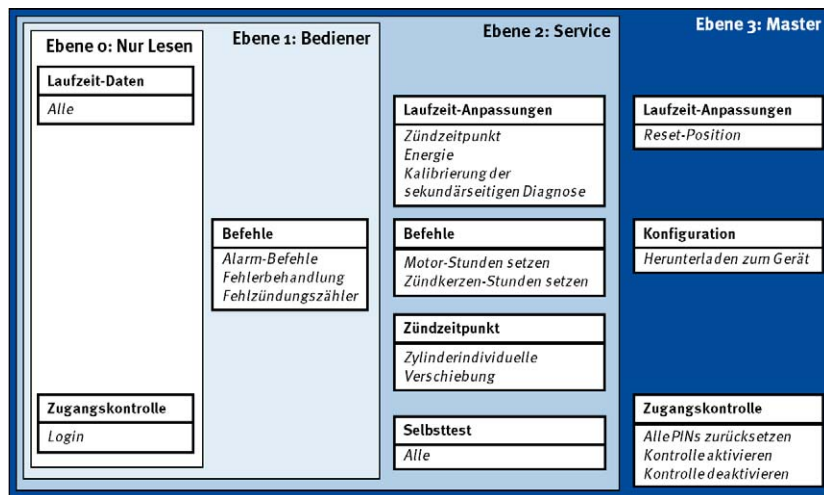 Ebene 0: Nur Lesen
Laufzeit-Daten
Alle
Zugangskontrolle
Login
Ebene 1: Bediener
Befehle
Alarm-Befehle
Fehlerbehandlung
Fehlzündungszähler
Ebene 2: Service
Laufzeit-Anpassungen
Zündzeitpunkt
Energie
Kalibrierung der
sekundärseitigen Diagnose
Befehle
Motor-Stunden setzen
Zündkerzen-Stunden setzen
Zündzeitpunkt
Zylinderindividuelle
Verschiebung
Selbsttest
Alle
Ebene 3: Master
Laufzeit-Anpassungen
Reset-Position
Konfiguration
Herunterladen zum Gerät
Zugangskontrolle
Alle PINs zurücksetzen
Kontrolle aktivieren
Kontrolle deaktivieren